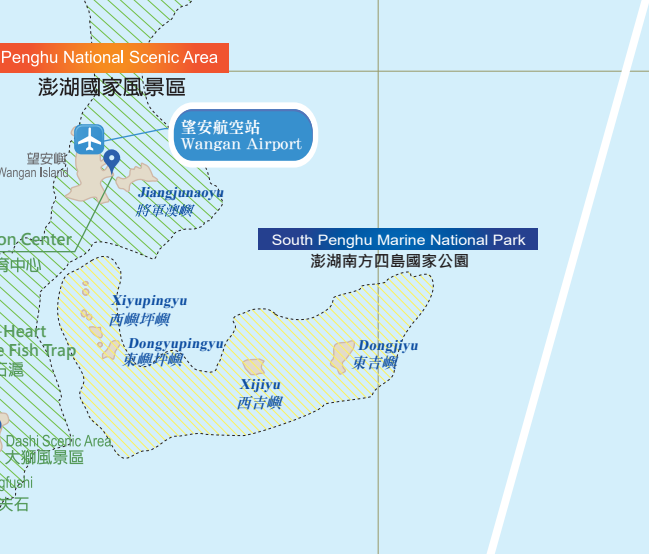 Penghu National Scenic Area
澎湖國家風景區
望安航空站
Wangan Airport
望安嶼
Wangan Island
Jiangjunaoyu
將軍澳嶼
on Center
育中心
South Penghu Marine National Park
澎湖南方四島國家公園
Xiyupingyu
西嶼坪嶼
Heart
Fish Trap
石滬
Dongyupingyu
東嶼坪嶼
Dongjiyu
東吉嶼
Xijiyu
西吉嶼
Dashi Scenic Area
大獅風景區
gfushi
夫石